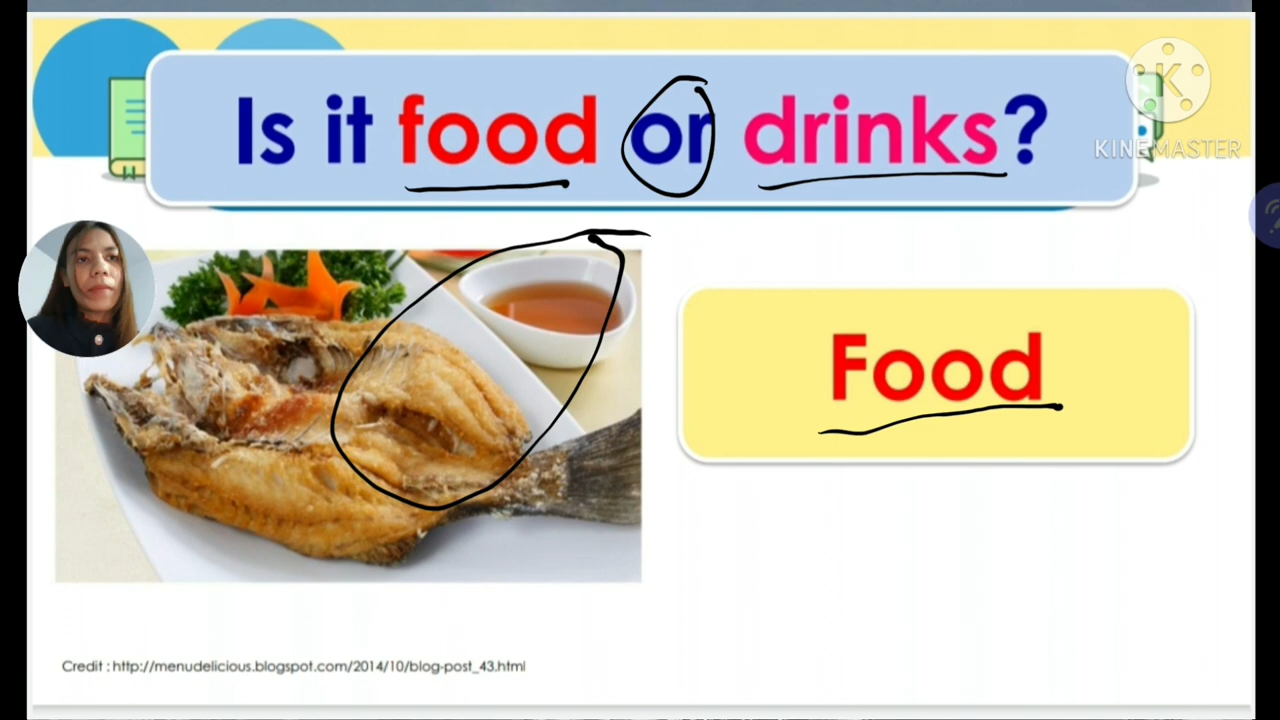 Is it food or drinks?
KINEMASTER
Food
Credit : http://menudelicious.blogspot.com/2014/10/blog-post_43.html